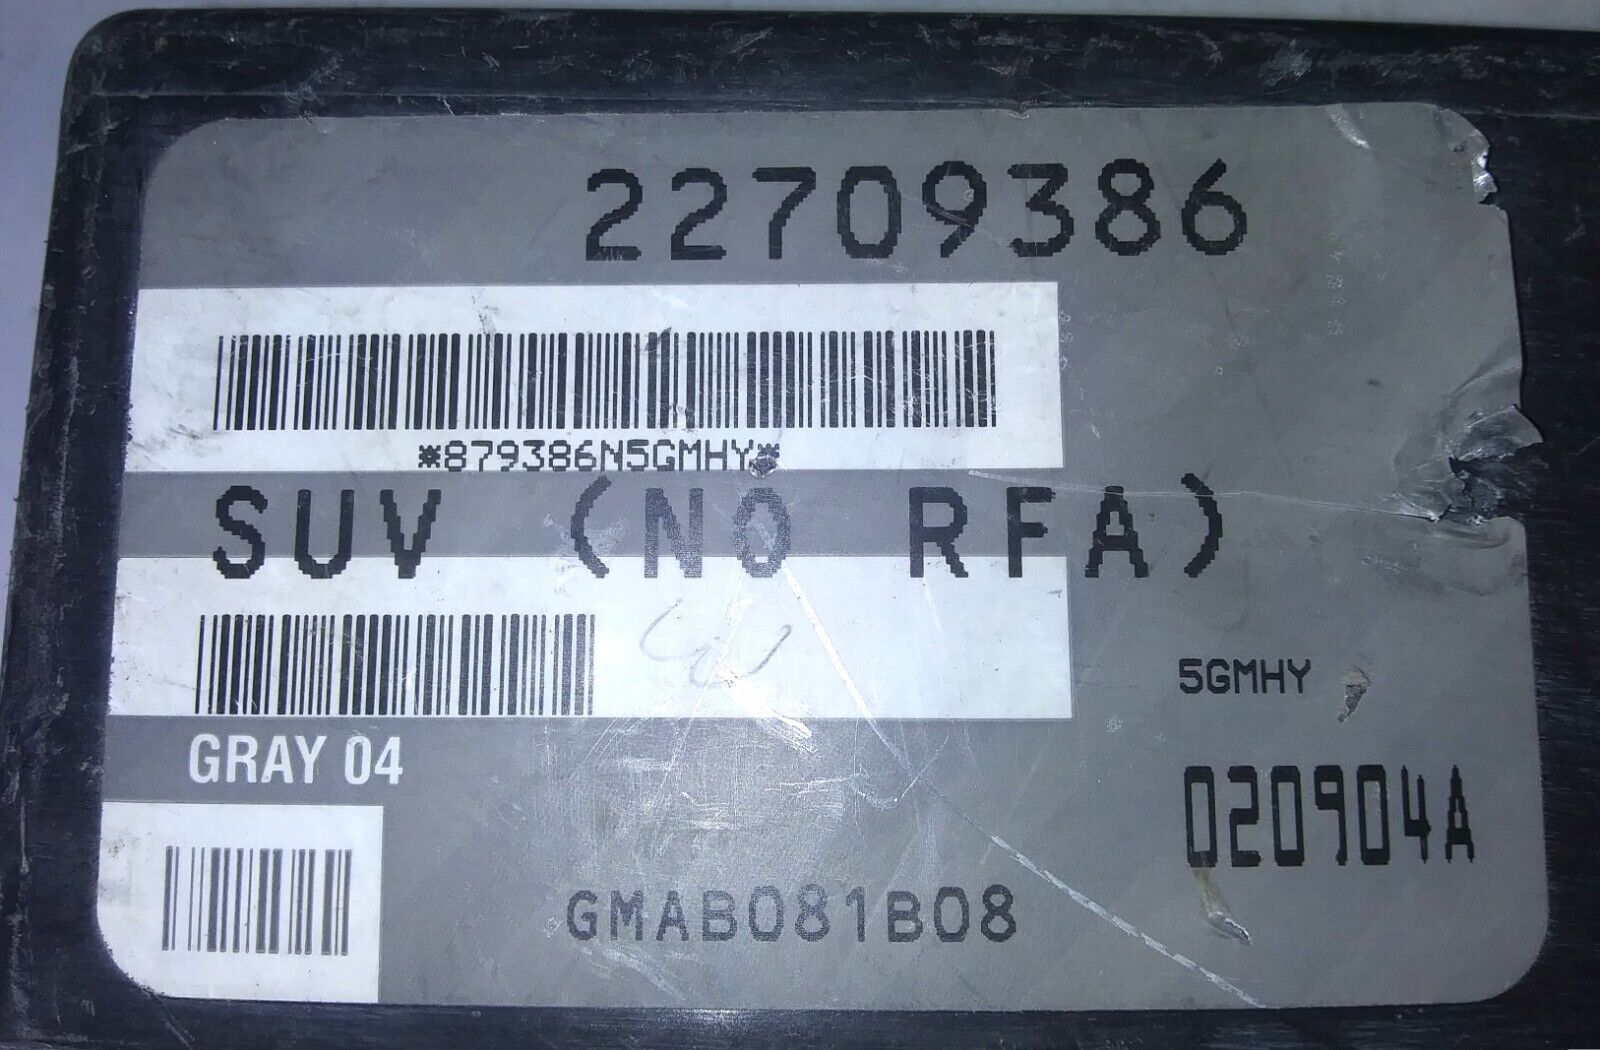 22709386
*879386N5GMHY*
SUV (NO RFA)
5GMHY
GRAY 04
020904A
GMAB081B08